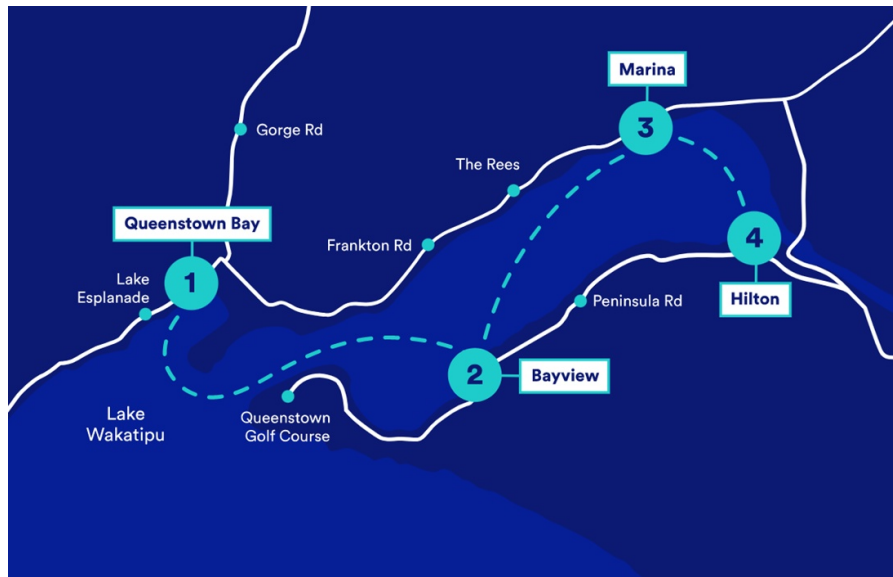 Marina
3
Gorge Rd
The Rees
Queenstown Bay
Frankton Rd
4
Lake
Esplanade
1
Peninsula Rd
Hilton
2
Bayview
Lake
Wakatipu
Queenstown
Golf Course